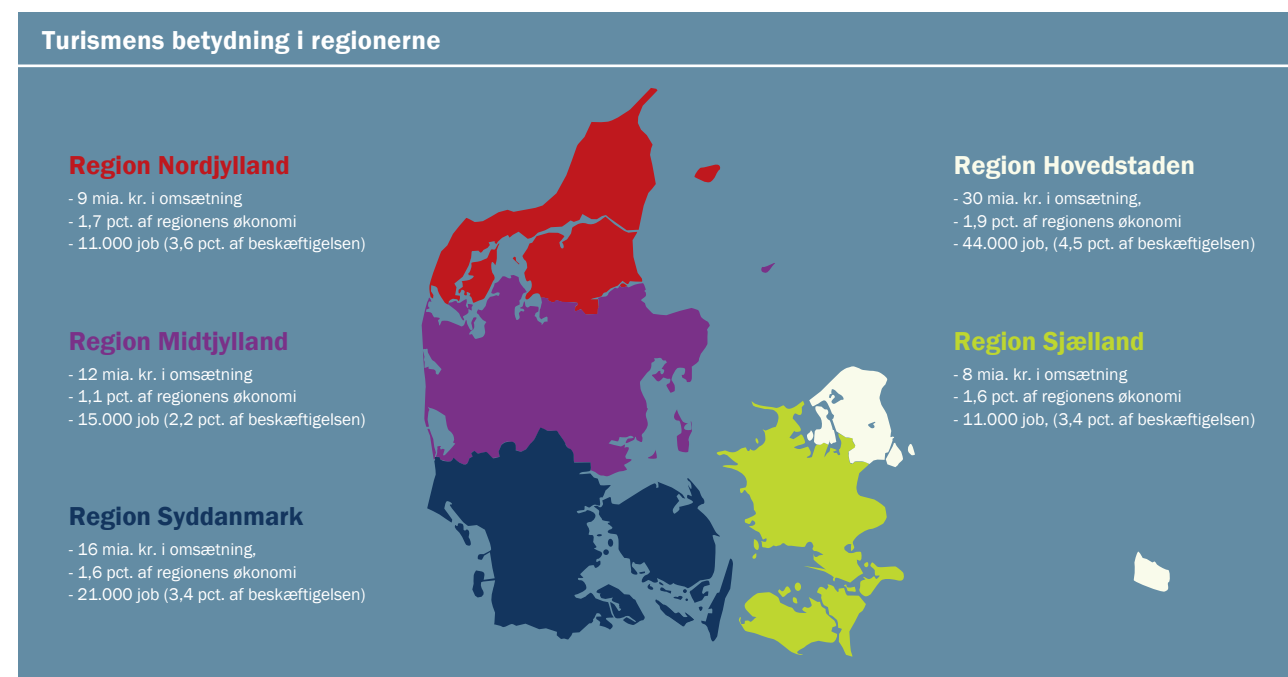 Turismens betydning i regionerne
Region Nordjylland
- 9 mia. kr. i omsætning
- 1,7 pct. af regionens økonomi
- 11.000 job (3,6 pct. af beskæftigelsen)
Region Midtjylland
- 12 mia. kr. i omsætning
- 1,1 pct. af regionens økonomi
- 15.000 job (2,2 pct. af beskæftigelsen)
Region Syddanmark
- 16 mia. kr. i omsætning,
- 1,6 pct. af regionens økonomi
- 21.000 job (3,4 pct. af beskæftigelsen)
Region Hovedstaden
- 30 mia. kr. i omsætning,
- 1,9 pct. af regionens økonomi
- 44.000 job, (4,5 pct. af beskæftigelsen)
Region Sjælland
- 8 mia. kr. i omsætning
- 1,6 pct. af regionens økonomi
- 11.000 job, (3,4 pct. af beskæftigelsen)